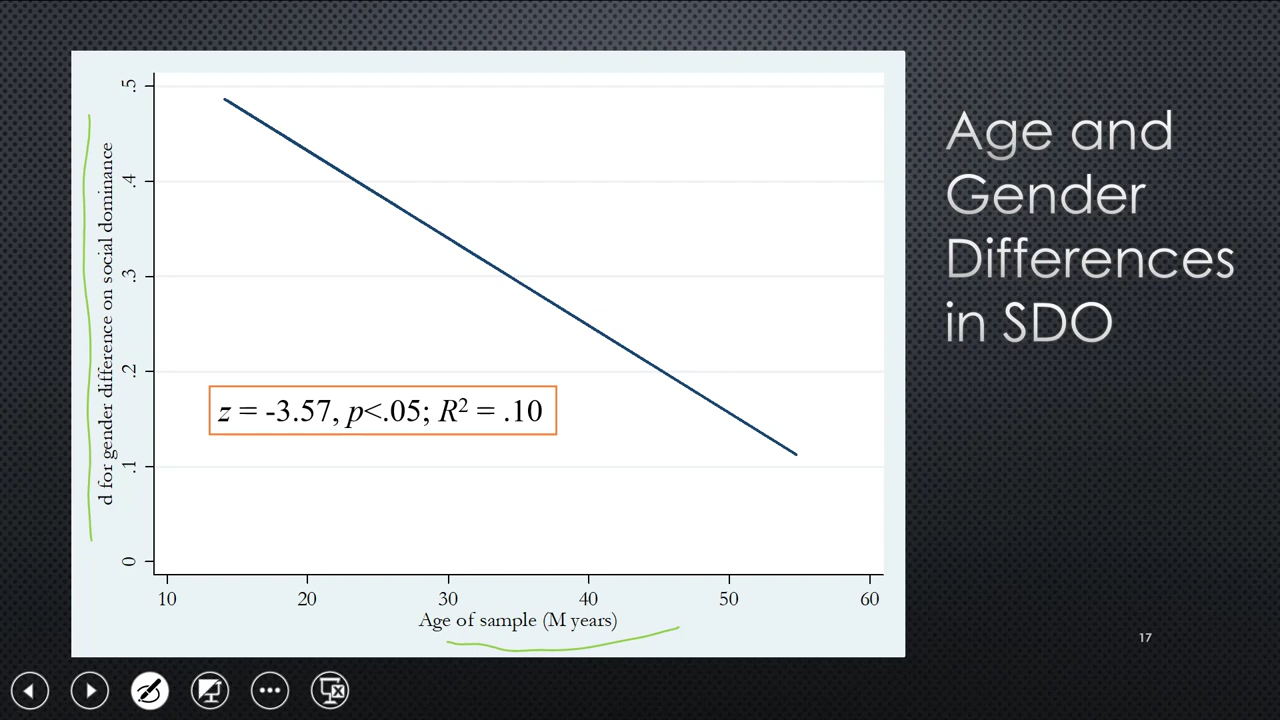 Age and
Gender
Differences
in SDO
d for gender difference on social dominance
.5
.4
.3
.2
.1
0
z = -3.57, p<.05; R² = .10
10 20 30 40 50 60
Age of sample (M years)
17